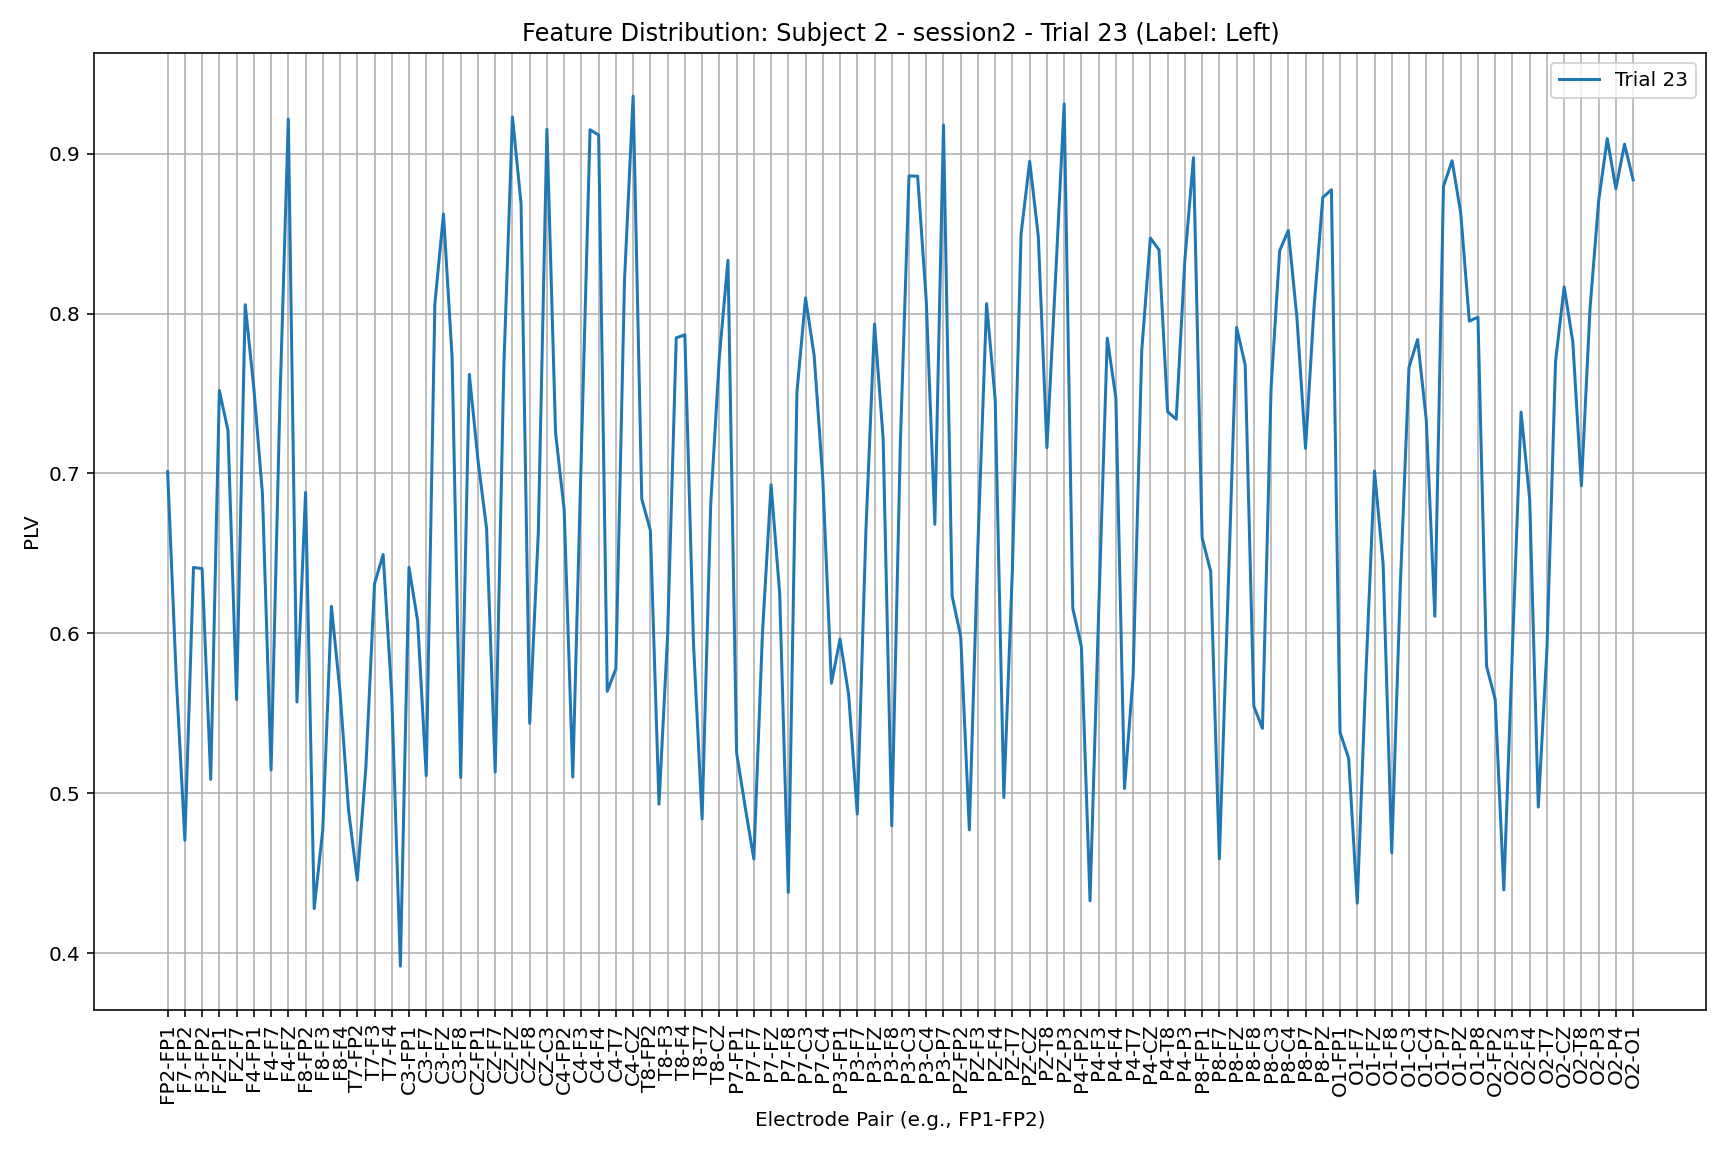 Feature Distribution: Subject 2 - session2 - Trial 23 (Label: Left)
Trial 23
PLV
0.9
0.8
0.7
0.6
0.5
0.4
FP2-FP1
F7-FP2
F3-FP2
FZ-FP1
FZ-F7
F4-FP1
F4-F7
F4-FZ
F8-FP2
F8-F3
F8-F4
T7-FP2
T7-F3
T7-F4
C3-FP1
C3-F7
C3-FZ
C3-F8
CZ-FP1
CZ-F7
CZ-FZ
CZ-F8
CZ-C3
C4-FP2
C4-F3
C4-F4
C4-T7
C4-CZ
T8-FP2
T8-F3
T8-F4
T8-T7
T8-CZ
P7-FP1
P7-F7
P7-FZ
P7-F8
P7-C3
P7-C4
P3-FP1
P3-F7
P3-FZ
P3-F8
P3-C3
P3-C4
P3-P7
PZ-FP2
PZ-F3
PZ-F4
PZ-T7
PZ-CZ
PZ-T8
PZ-P3
P4-FP2
P4-F3
P4-F4
P4-T7
P4-CZ
P4-T8
P4-P3
P8-FP1
P8-F7
P8-FZ
P8-F8
P8-C3
P8-C4
P8-P7
P8-PZ
O1-FP1
O1-F7
O1-FZ
O1-F8
O1-C3
O1-C4
O1-P7
O1-PZ
O1-P8
O2-FP2
O2-F3
O2-F4
O2-T7
O2-CZ
O2-T8
O2-P3
O2-P4
O2-O1
Electrode Pair (e.g., FP1-FP2)